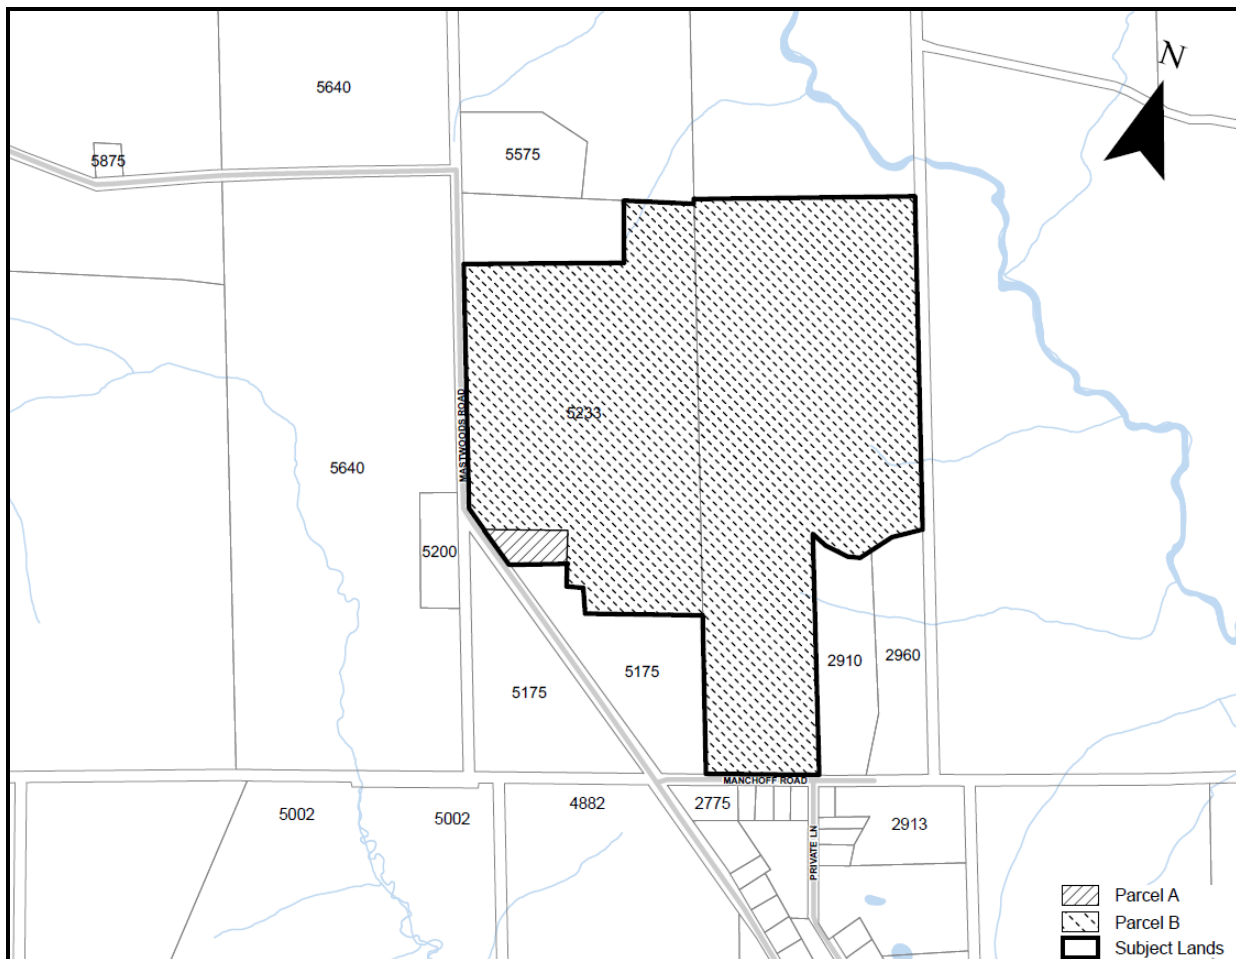 N
5640
5575
5875
5233
MASTWOODS ROAD
5640
5200
5175
5175
2910
2960
MANCHOFF ROAD
5002
5002
4882
2775
2913
PRIVATE LN
Parcel A
Parcel B
Subject Lands